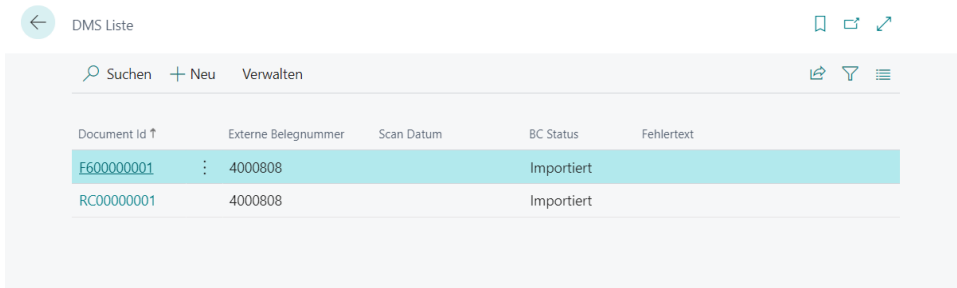 DMS Liste
Suchen Neu Verwalten
Document Id ↑ Externe Belegnummer Scan Datum BC Status Fehlertext
F600000001 4000808 Importiert
RC00000001 4000808 Importiert